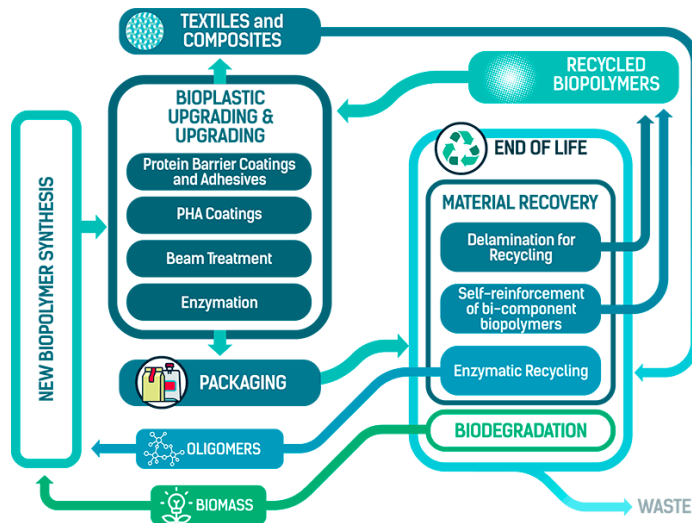 TEXTILES and
COMPOSITES
RECYCLED
BIOPOLYMERS
BIOPLASTIC
UPGRADING &
UPGRADING
Protein Barrier Coatings
and Adhesives
PHA Coatings
Beam Treatment
Enzymation
NEW BIOPOLYMER SYNTHESIS
END OF LIFE
MATERIAL RECOVERY
Delamination for
Recycling
Self-reinforcement
of bi-component
biopolymers
Enzymatic Recycling
PACKAGING
BIODEGRADATION
OLIGOMERS
BIOMASS
WASTE